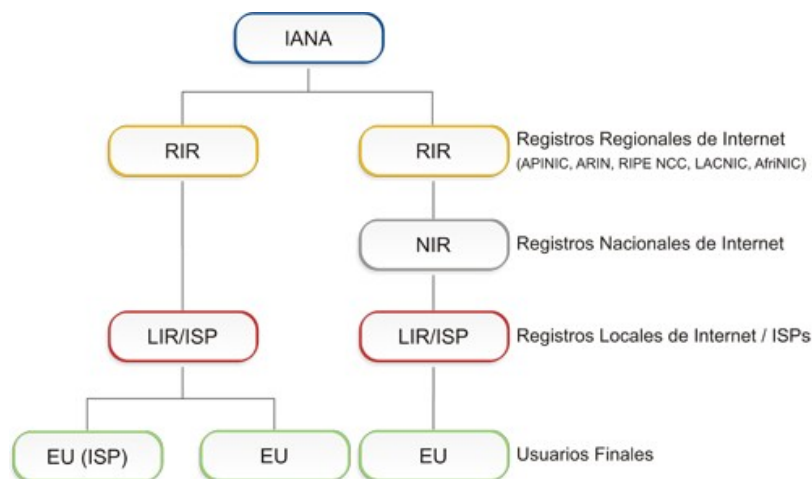 IANA
RIR
RIR
Registros Regionales de Internet
(APINIC, ARIN, RIPE NCC, LACNIC, AfriNIC)
NIR
Registros Nacionales de Internet
LIR/ISP
LIR/ISP
Registros Locales de Internet / ISPs
EU (ISP)
EU
EU
Usuarios Finales